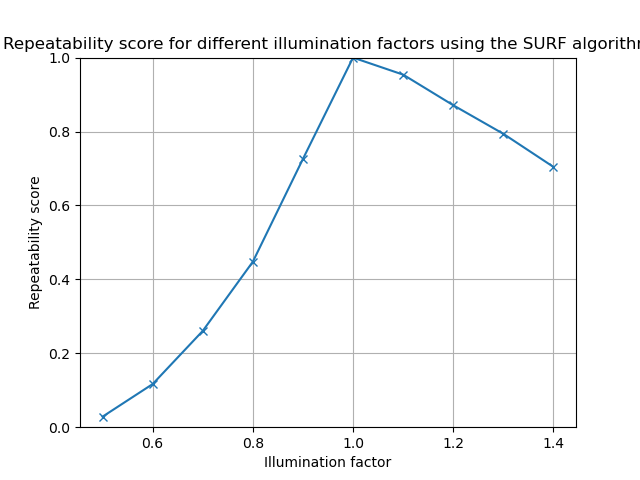 Repeatability score for different illumination factors using the SURF algorithm
1.0
0.8
0.6
0.4
0.2
0.0
Repeatability score
0.6 0.8 1.0 1.2 1.4
Illumination factor